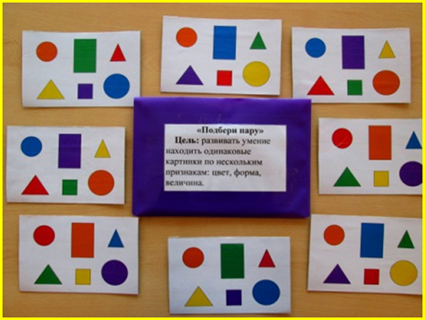 «Подбери пару»
Цель: развивать умение
находить одинаковые
картинки по нескольким
признакам: цвет, форма,
величина.